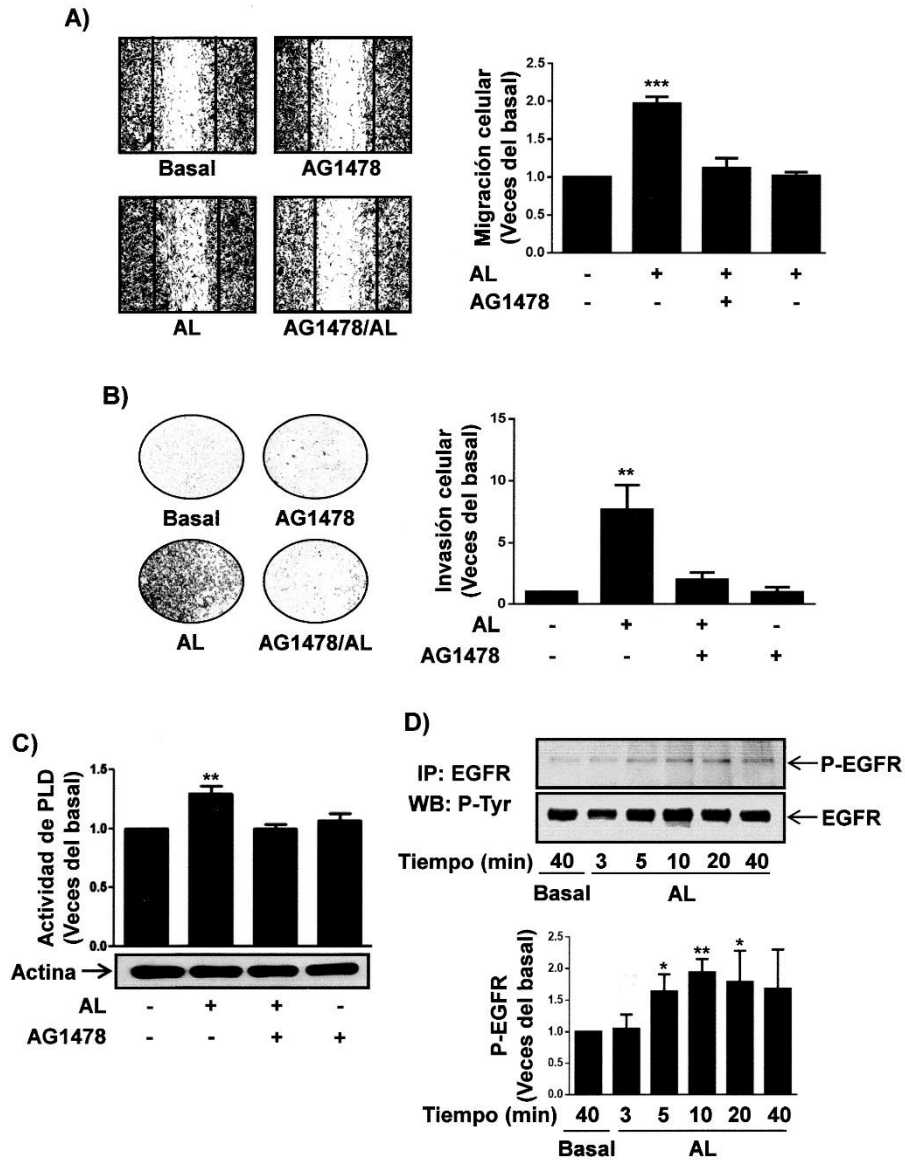 A)
Basal
AG1478
AL
AG1478/AL
Migración celular
(Veces del basal)
2.5
2.0
1.5
1.0
0.5
0.0
***
AL - + + +
AG1478 - - + -
B)
Basal
AG1478
AL
AG1478/AL
Invasión celular
(Veces del basal)
15
10
5
0
**
AL - + + -
AG1478 - - + +
C)
Actividad de PLD
(Veces del basal)
1.5
1.0
0.5
0.0
**
Actina
AL - + + -
AG1478 - - + +
D)
IP: EGFR
WB: P-Tyr
P-EGFR
EGFR
Tiempo (min) 40 3 5 10 20 40
Basal AL
P-EGFR
(Veces del basal)
2.5
2.0
1.5
1.0
0.5
0.0
* ** *
Tiempo (min) 40 3 5 10 20 40
Basal AL